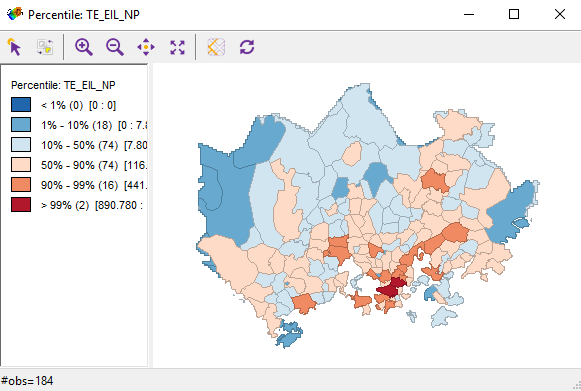 Percentile: TE_EIL_NP
Percentile: TE_EIL_NP
< 1% (0) [0 : 0]
1% - 10% (18) [0 : 7.8
10% - 50% (74) [7.80
50% - 90% (74) [116.
90% - 99% (16) [441.
> 99% (2) [890.780 :
#obs=184